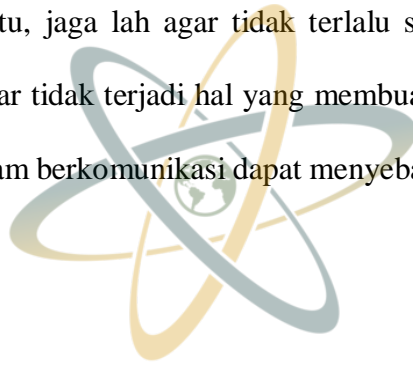 tu, jaga lah agar tidak terlalu s
ar tidak terjadi hal yang membua
am berkomunikasi dapat menyeba